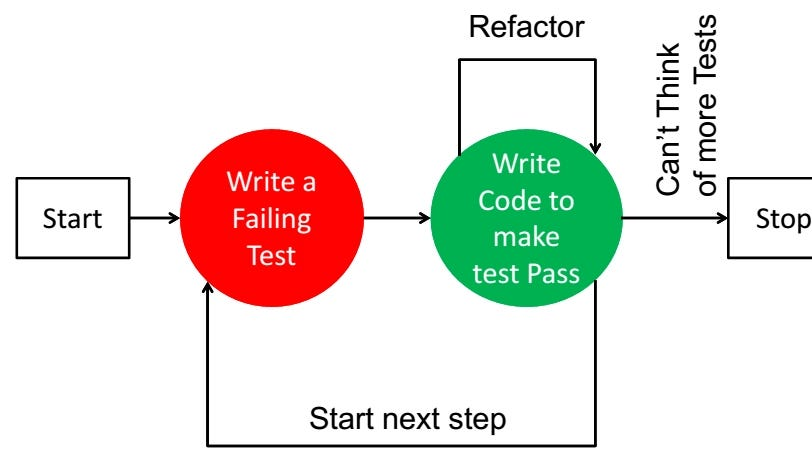 Refactor
Can't Think
of more Tests
Start
Write a
Failing
Test
Write
Code to
make
test Pass
Stop
Start next step